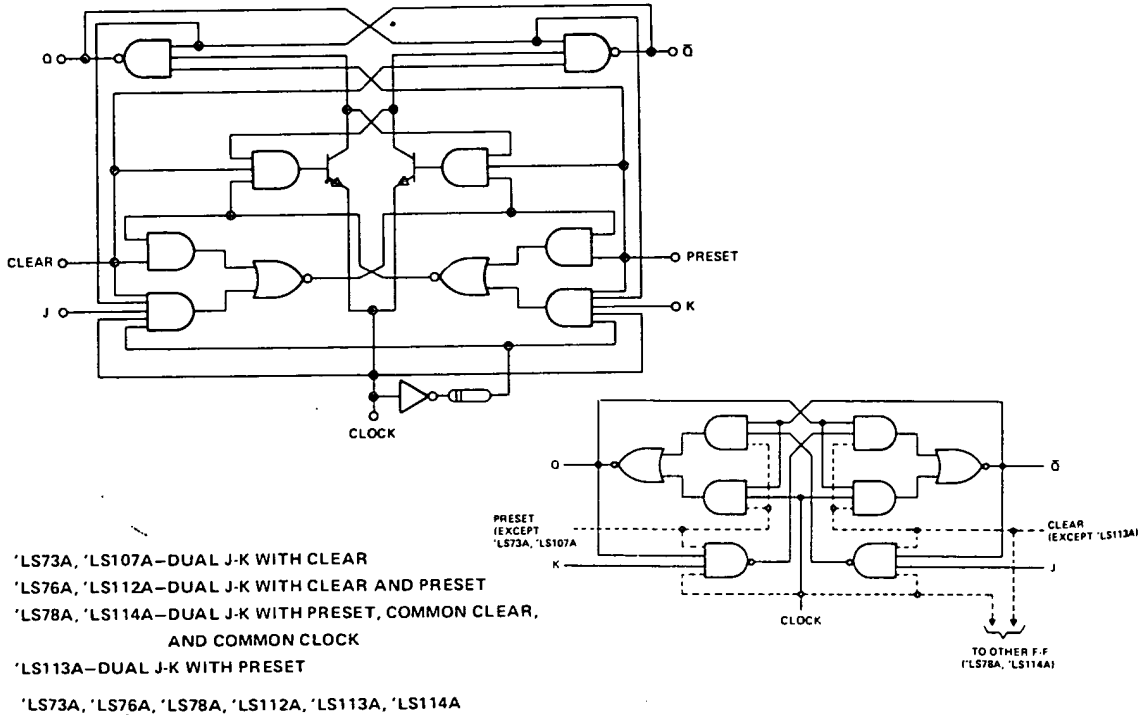 Q
Q̄
CLEAR
PRESET
J
K
CLOCK
Q
Q̄
PRESET
(EXCEPT
'LS73A, 'LS107A
CLEAR
(EXCEPT 'LS113A)
K
J
CLOCK
TO OTHER F-F
('LS78A, 'LS114A)
'LS73A, 'LS107A–DUAL J-K WITH CLEAR
'LS76A, 'LS112A–DUAL J-K WITH CLEAR AND PRESET
'LS78A, 'LS114A–DUAL J-K WITH PRESET, COMMON CLEAR,
AND COMMON CLOCK
'LS113A–DUAL J-K WITH PRESET
'LS73A, 'LS76A, 'LS78A, 'LS112A, 'LS113A, 'LS114A